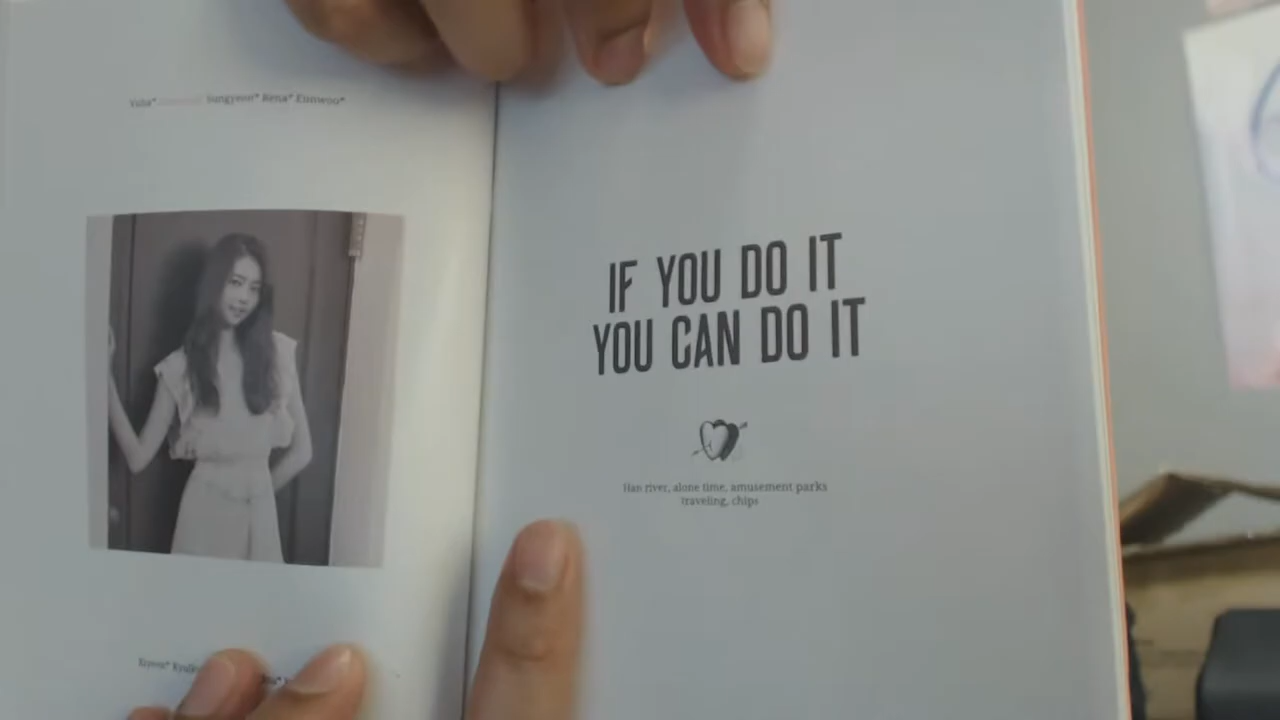 Yuha* Sungyeon* Rena* Eunwoo*
IF YOU DO IT
YOU CAN DO IT
Han river, alone time, amusement parks
traveling, chips